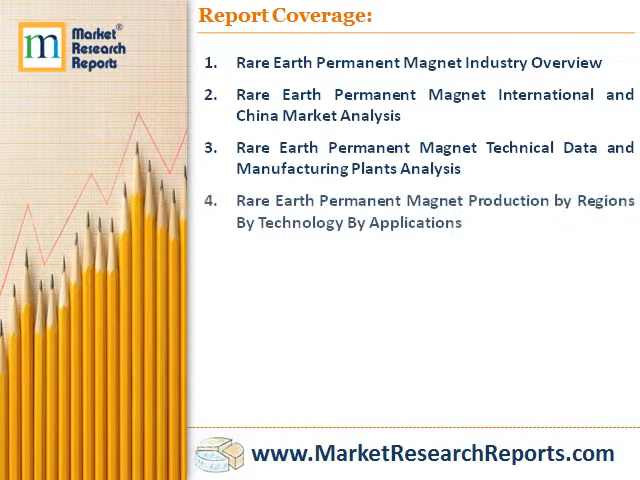 Report Coverage:
m
Market®
Research
Reports
1. Rare Earth Permanent Magnet Industry Overview
2. Rare Earth Permanent Magnet International and
China Market Analysis
3. Rare Earth Permanent Magnet Technical Data and
Manufacturing Plants Analysis
4. Rare Earth Permanent Magnet Production by Regions
By Technology By Applications
www.MarketResearchReports.com